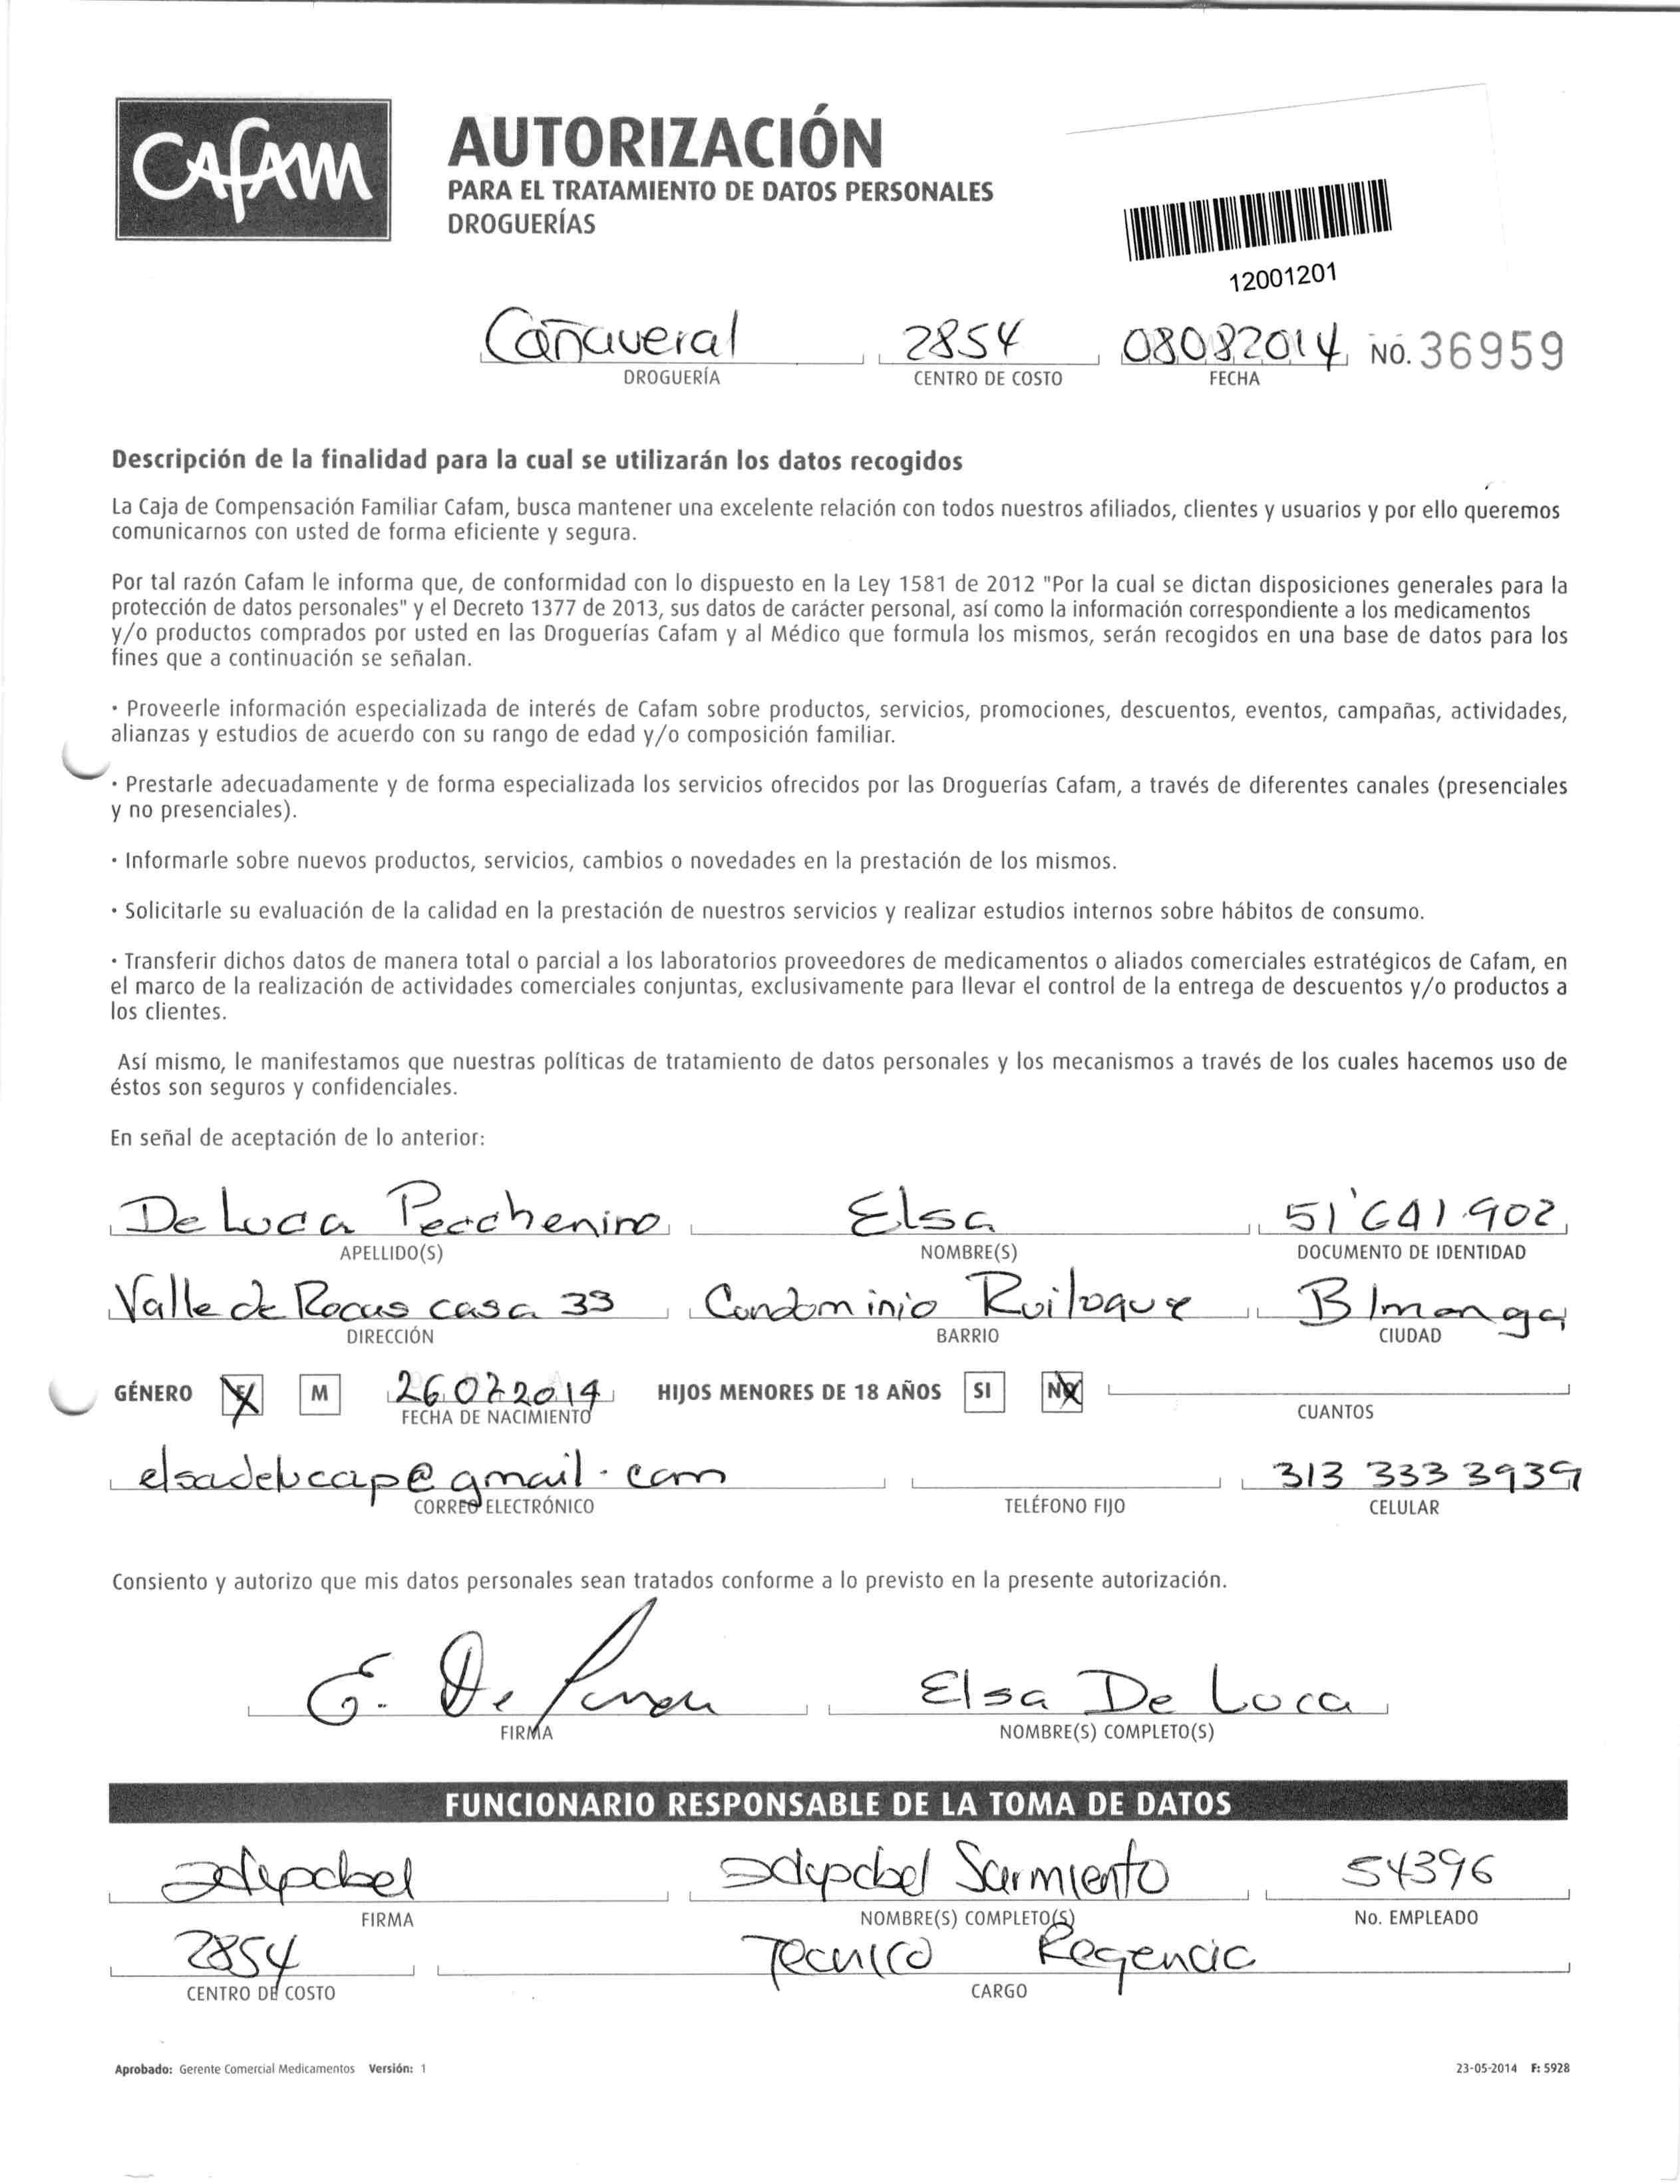 CAFAM
AUTORIZACIÓN
PARA EL TRATAMIENTO DE DATOS PERSONALES
DROGUERÍAS
12001201
Cañaveral 2854 08082014 NO. 36959
DROGUERÍA CENTRO DE COSTO FECHA
Descripción de la finalidad para la cual se utilizarán los datos recogidos
La Caja de Compensación Familiar Cafam, busca mantener una excelente relación con todos nuestros afiliados, clientes y usuarios y por ello queremos
comunicarnos con usted de forma eficiente y segura.
Por tal razón Cafam le informa que, de conformidad con lo dispuesto en la Ley 1581 de 2012 "Por la cual se dictan disposiciones generales para la
protección de datos personales" y el Decreto 1377 de 2013, sus datos de carácter personal, así como la información correspondiente a los medicamentos
y/o productos comprados por usted en las Droguerías Cafam y al Médico que formula los mismos, serán recogidos en una base de datos para los
fines que a continuación se señalan.
· Proveerle información especializada de interés de Cafam sobre productos, servicios, promociones, descuentos, eventos, campañas, actividades,
alianzas y estudios de acuerdo con su rango de edad y/o composición familiar.
· Prestarle adecuadamente y de forma especializada los servicios ofrecidos por las Droguerías Cafam, a través de diferentes canales (presenciales
y no presenciales).
· Informarle sobre nuevos productos, servicios, cambios o novedades en la prestación de los mismos.
· Solicitarle su evaluación de la calidad en la prestación de nuestros servicios y realizar estudios internos sobre hábitos de consumo.
· Transferir dichos datos de manera total o parcial a los laboratorios proveedores de medicamentos o aliados comerciales estratégicos de Cafam, en
el marco de la realización de actividades comerciales conjuntas, exclusivamente para llevar el control de la entrega de descuentos y/o productos a
los clientes.
Así mismo, le manifestamos que nuestras políticas de tratamiento de datos personales y los mecanismos a través de los cuales hacemos uso de
éstos son seguros y confidenciales.
En señal de aceptación de lo anterior:
De Luca Pecchenino Elsa
APELLIDO(S) NOMBRE(S) DOCUMENTO DE IDENTIDAD
Valle de Rocas casa 33 Condominio Ruitoque B/manga
DIRECCIÓN BARRIO CIUDAD
GÉNERO M 26072014 HIJOS MENORES DE 18 AÑOS SI NO
FECHA DE NACIMIENTO CUANTOS
elsadelucap@gmail.com 313 333 3939
CORREO ELECTRÓNICO TELÉFONO FIJO CELULAR
Consiento y autorizo que mis datos personales sean tratados conforme a lo previsto en la presente autorización.
E. De Elsa De Luca
FIRMA NOMBRE(S) COMPLETO(S)
FUNCIONARIO RESPONSABLE DE LA TOMA DE DATOS
Sarmiento 54396
FIRMA NOMBRE(S) COMPLETO(S) No. EMPLEADO
2854 Tecnico Regencia
CENTRO DE COSTO CARGO
Aprobado: Gerente Comercial Medicamentos Versión: 1 23-05-2014 F: 5928